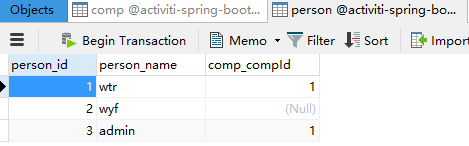 Objects comp @activiti-spring-boot... person @activiti-spring-bo...
Begin Transaction Memo Filter Sort Import
person_id person_name comp_compId
1 wtr 1
2 wyf (Null)
3 admin 1